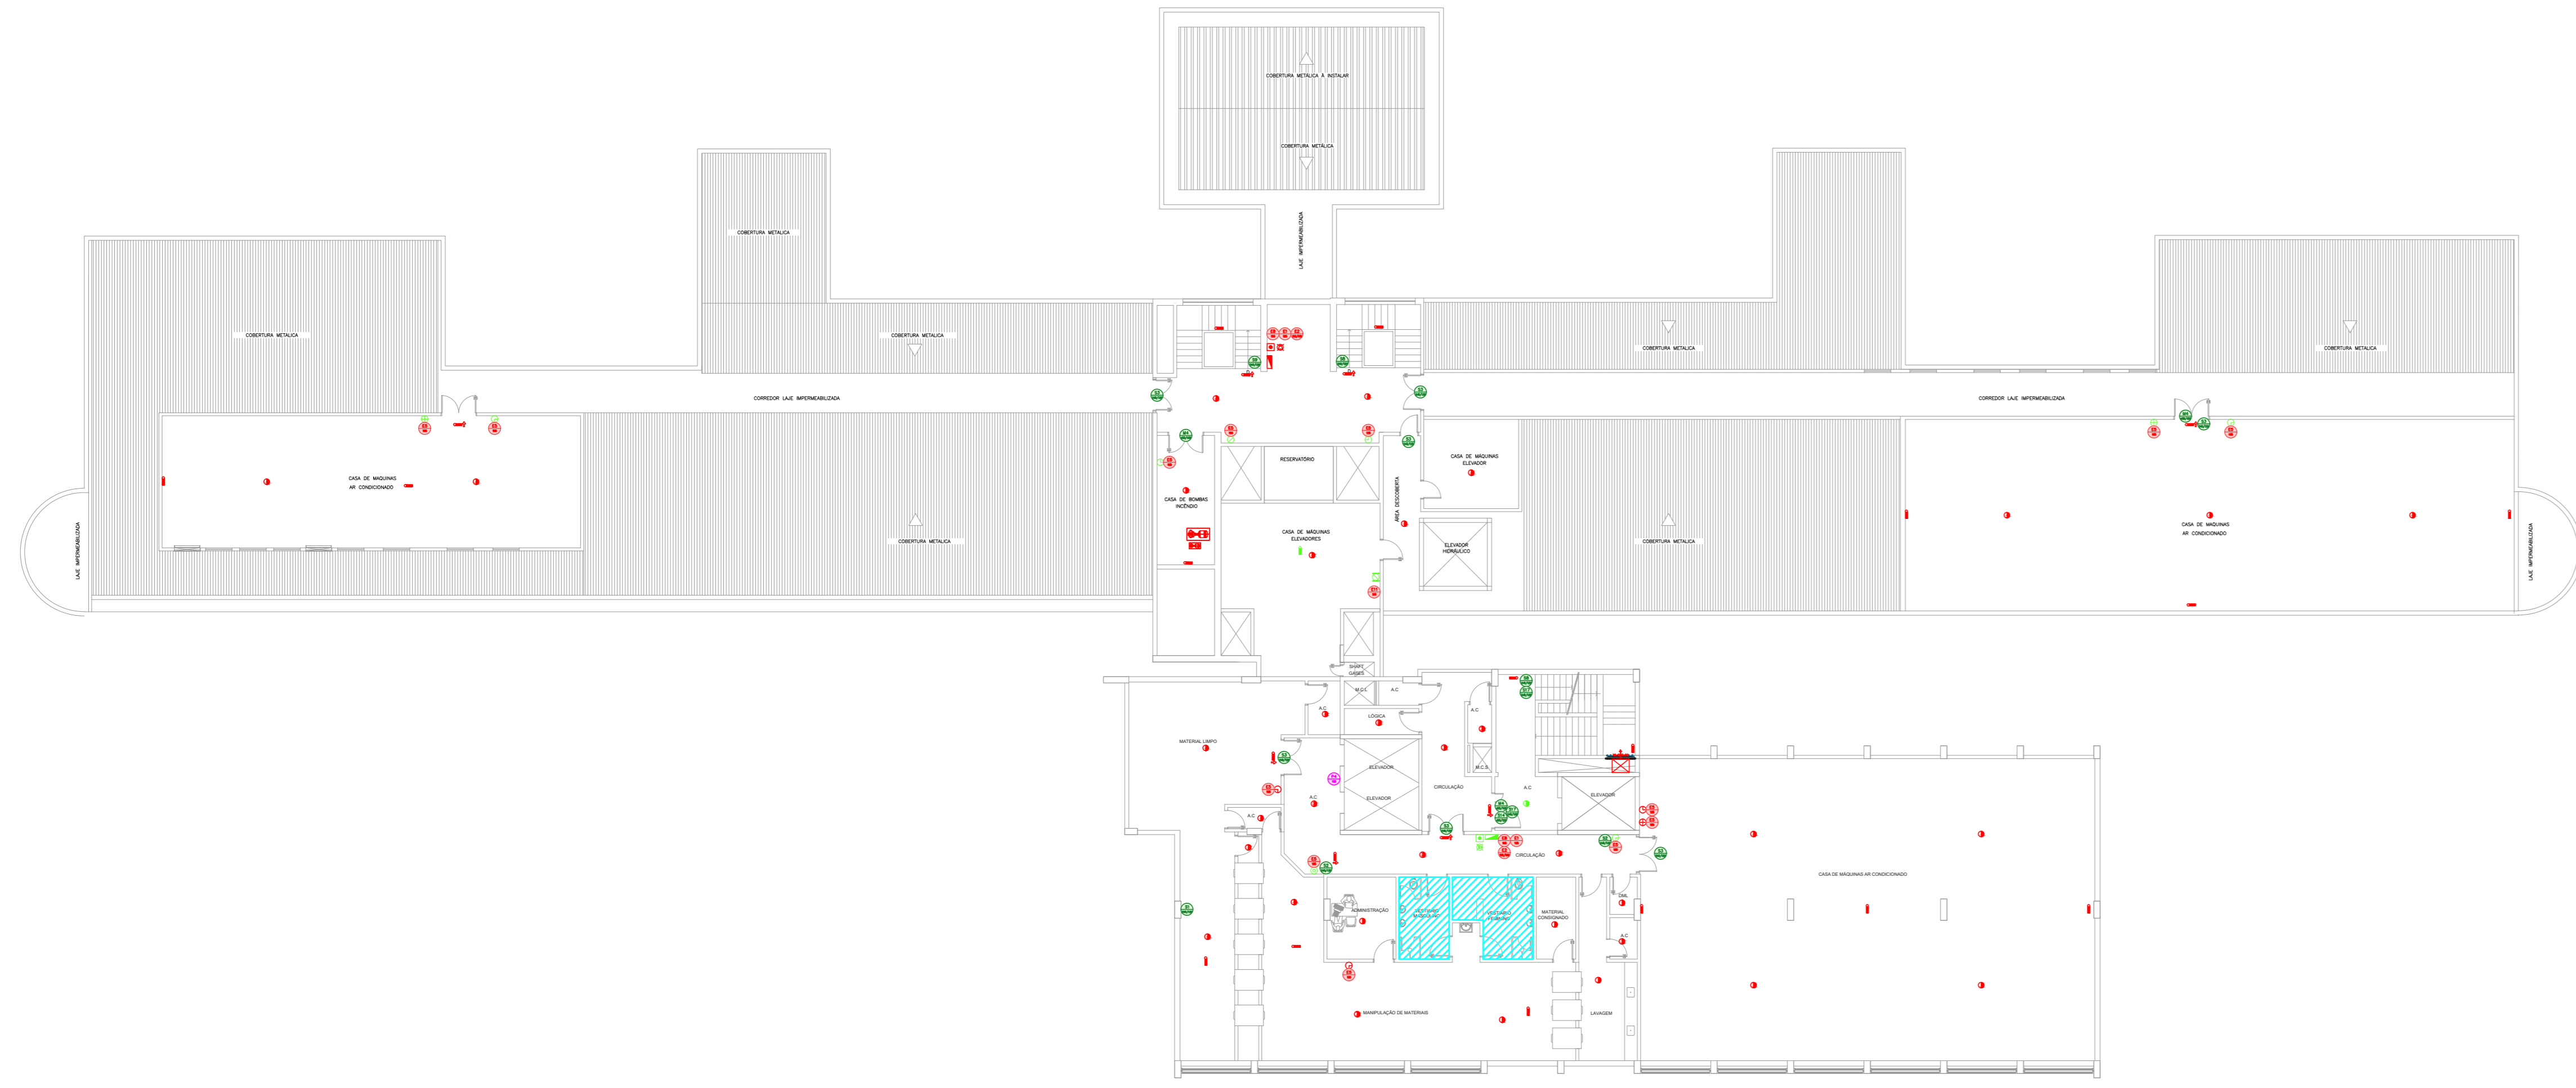 COBERTURA METÁLICA À INSTALAR
COBERTURA METÁLICA
LAJE IMPERMEABILIZADA
COBERTURA METALICA
COBERTURA METALICA
COBERTURA METALICA
COBERTURA METALICA
COBERTURA METALICA
CORREDOR LAJE IMPERMEABILIZADA
CORREDOR LAJE IMPERMEABILIZADA
CASA DE MAQUINAS
AR CONDICIONADO
LAJE IMPERMEABILIZADA
COBERTURA METALICA
CASA DE BOMBAS
INCÊNDIO
RESERVATÓRIO
CASA DE MÁQUINAS
ELEVADORES
ÁREA DESCOBERTA
CASA DE MÁQUINAS
ELEVADOR
ELEVADOR
HIDRÁULICO
COBERTURA METALICA
CASA DE MAQUINAS
AR CONDICIONADO
LAJE IMPERMEABILIZADA
SHAFT
GASES
M.C.L
A.C
A.C
LÓGICA
A.C
MATERIAL LIMPO
ELEVADOR
M.C.S
CIRCULAÇÃO
A.C
A.C
ELEVADOR
ELEVADOR
A.C
CIRCULAÇÃO
CASA DE MÁQUINAS AR CONDICIONADO
ADMINISTRAÇÃO
VESTIÁRIO
MASCULINO
VESTIÁRIO
FEMININO
MATERIAL
CONSIGNADO
DML
A.C
MANIPULAÇÃO DE MATERIAIS
LAVAGEM